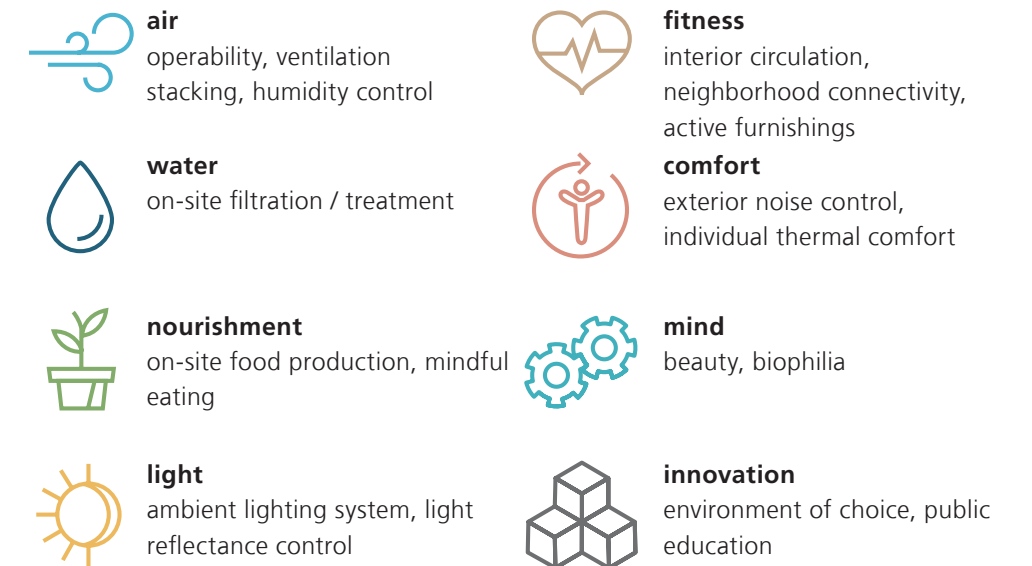 air
operability, ventilation
stacking, humidity control
water
on-site filtration / treatment
nourishment
on-site food production, mindful
eating
light
ambient lighting system, light
reflectance control
fitness
interior circulation,
neighborhood connectivity,
active furnishings
comfort
exterior noise control,
individual thermal comfort
mind
beauty, biophilia
innovation
environment of choice, public
education